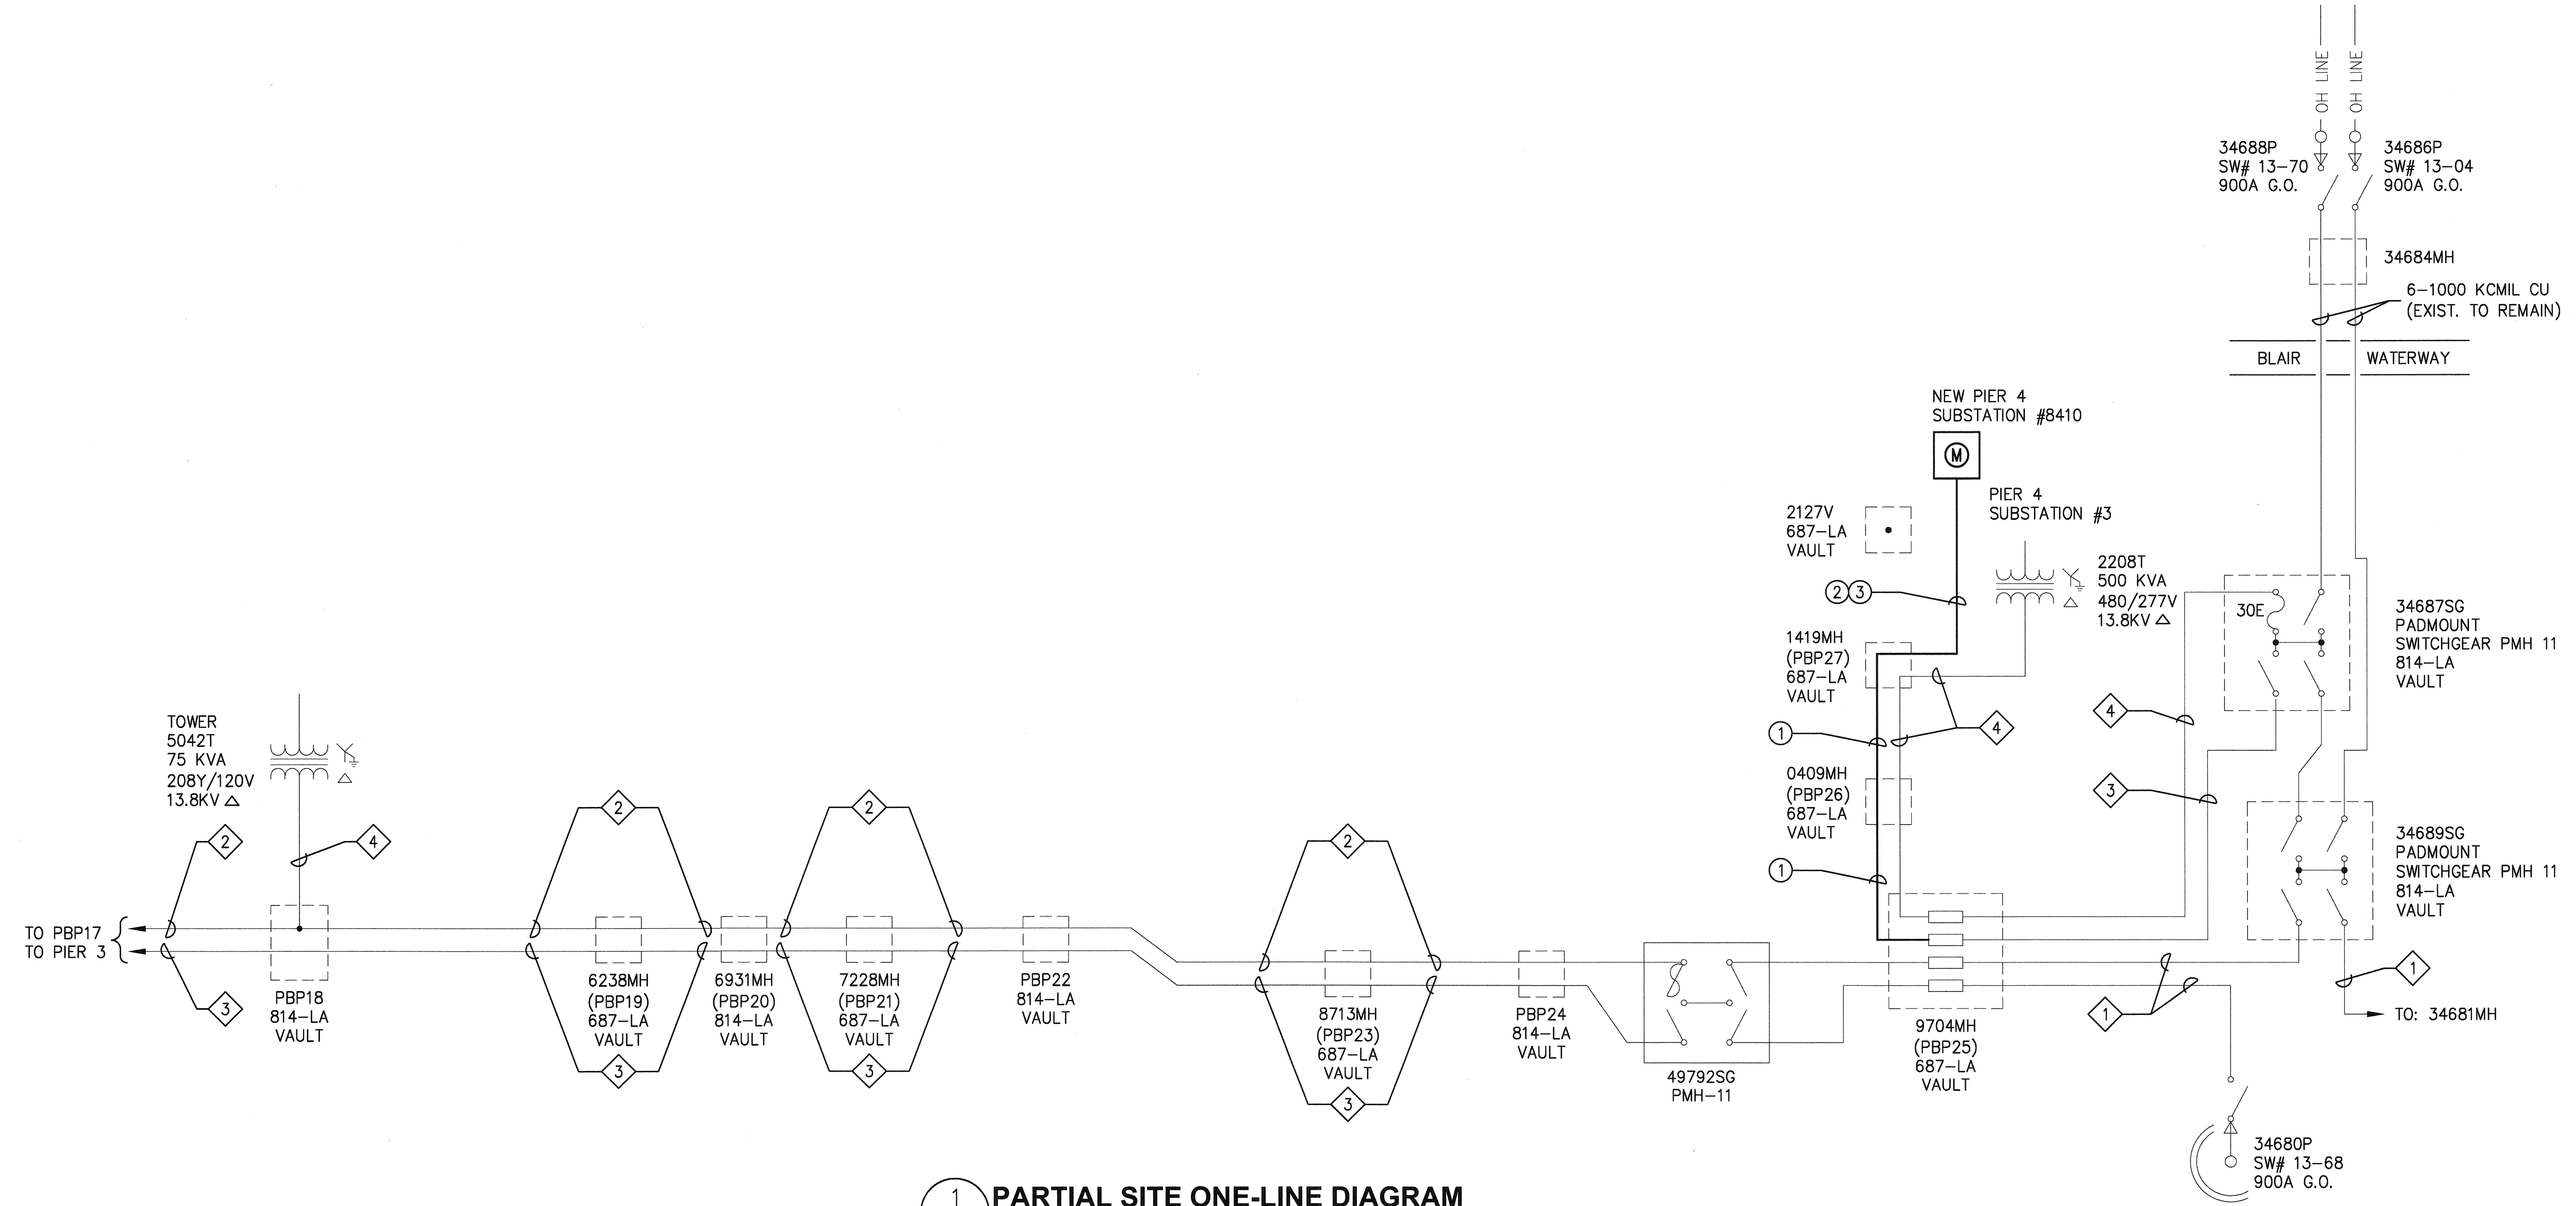 OH LINE
OH LINE
34688P
SW# 13-70
900A G.O.
34686P
SW# 13-04
900A G.O.
34684MH
6-1000 KCMIL CU
(EXIST. TO REMAIN)
BLAIR
WATERWAY
NEW PIER 4
SUBSTATION #8410
M
PIER 4
SUBSTATION #3
2127V
687-LA
VAULT
2208T
500 KVA
480/277V
13.8KV △
2 3
1419MH
(PBP27)
687-LA
VAULT
30E
34687SG
PADMOUNT
SWITCHGEAR PMH 11
814-LA
VAULT
4
1
4
TOWER
5042T
75 KVA
208Y/120V
13.8KV △
0409MH
(PBP26)
687-LA
VAULT
3
34689SG
PADMOUNT
SWITCHGEAR PMH 11
814-LA
VAULT
2
4
2
2
2
1
TO PBP17
TO PIER 3
3
PBP18
814-LA
VAULT
6238MH
(PBP19)
687-LA
VAULT
3
6931MH
(PBP20)
814-LA
VAULT
7228MH
(PBP21)
687-LA
VAULT
3
PBP22
814-LA
VAULT
8713MH
(PBP23)
687-LA
VAULT
3
PBP24
814-LA
VAULT
49792SG
PMH-11
9704MH
(PBP25)
687-LA
VAULT
1
1
TO: 34681MH
34680P
SW# 13-68
900A G.O.
1
PARTIAL SITE ONE-LINE DIAGRAM